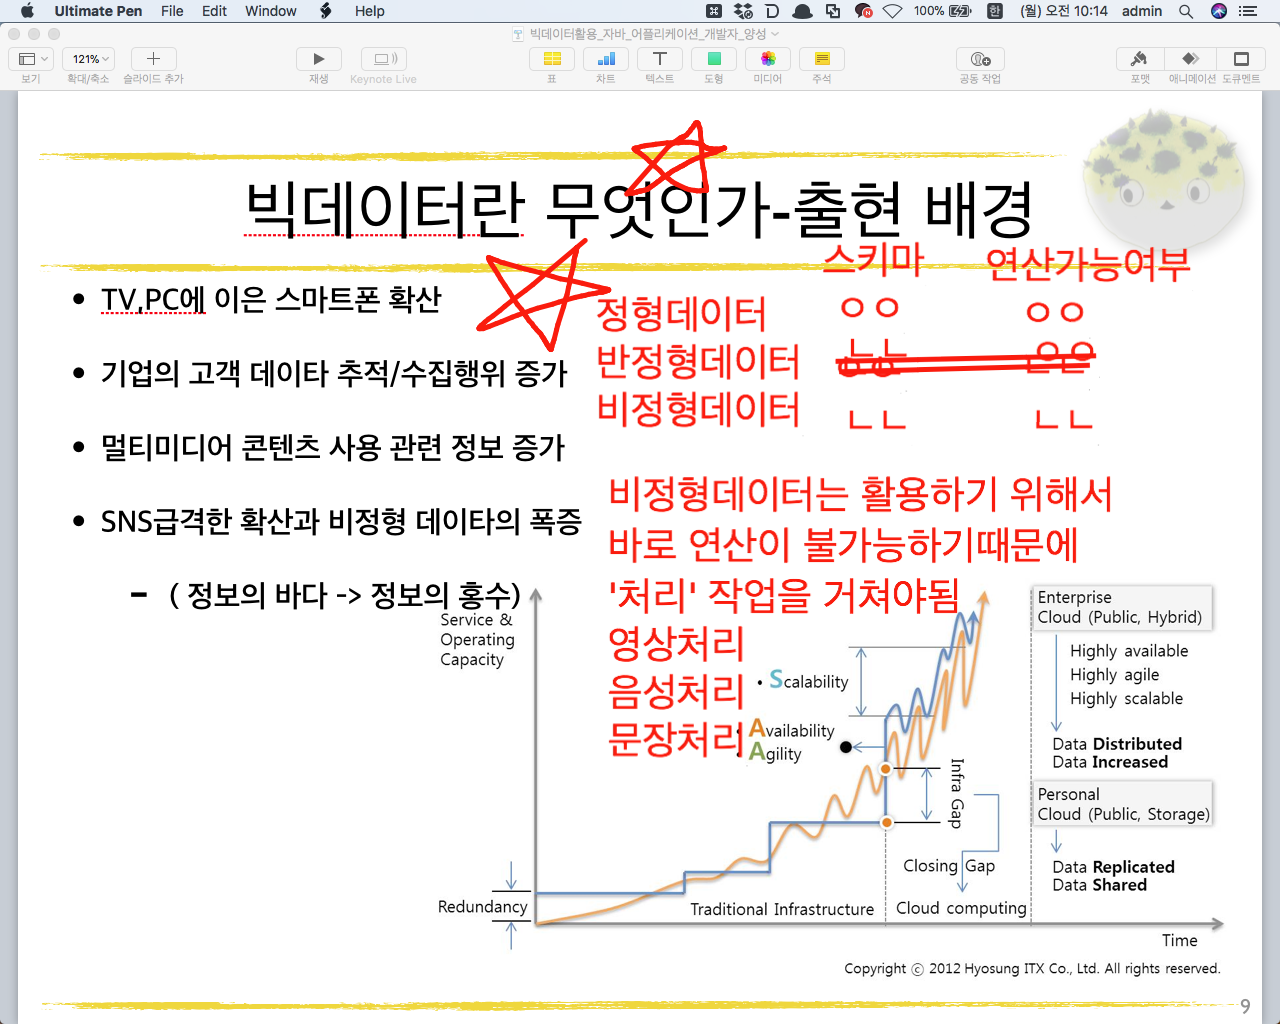 Ultimate Pen File Edit Window Help 100% 한 (월) 오전 10:14 admin
빅데이터활용_자바_어플리케이션_개발자_양성
121%
보기 확대/축소 슬라이드 추가 재생 Keynote Live 표 차트 텍스트 도형 미디어 주석 공동 작업 포맷 애니메이션 도큐멘트
빅데이터란 무엇인가-출현 배경
스키마 연산가능여부
• TV,PC에 이은 스마트폰 확산
정형데이터 ㅇㅇ ㅇㅇ
반정형데이터
• 기업의 고객 데이타 추적/수집행위 증가
비정형데이터 ㄴㄴ ㄴㄴ
• 멀티미디어 콘텐츠 사용 관련 정보 증가
비정형데이터는 활용하기 위해서
• SNS급격한 확산과 비정형 데이타의 폭증
바로 연산이 불가능하기때문에
- ( 정보의 바다 -> 정보의 홍수)
'처리' 작업을 거쳐야됨
영상처리
음성처리
문장처리
Service &
Operating
Capacity
• Scalability
Availability
• Agility
Infra Gap
Closing Gap
Redundancy
Traditional Infrastructure
Cloud computing
Time
Enterprise
Cloud (Public, Hybrid)
Highly available
Highly agile
Highly scalable
Data Distributed
Data Increased
Personal
Cloud (Public, Storage)
Data Replicated
Data Shared
Copyright ⓒ 2012 Hyosung ITX Co., Ltd. All rights reserved.
9